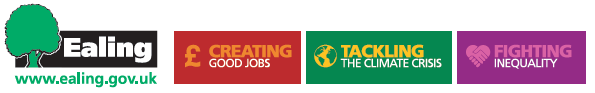 Ealing
www.ealing.gov.uk
£ CREATING
GOOD JOBS
TACKLING
THE CLIMATE CRISIS
FIGHTING
INEQUALITY